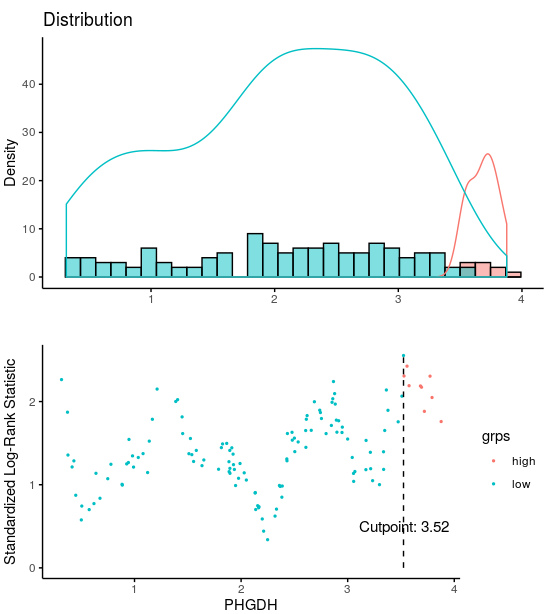 Distribution
Density
40
30
20
10
0
1 2 3 4
Standardized Log-Rank Statistic
2
1
0
Cutpoint: 3.52
1 2 3 4
PHGDH
grps
high
low